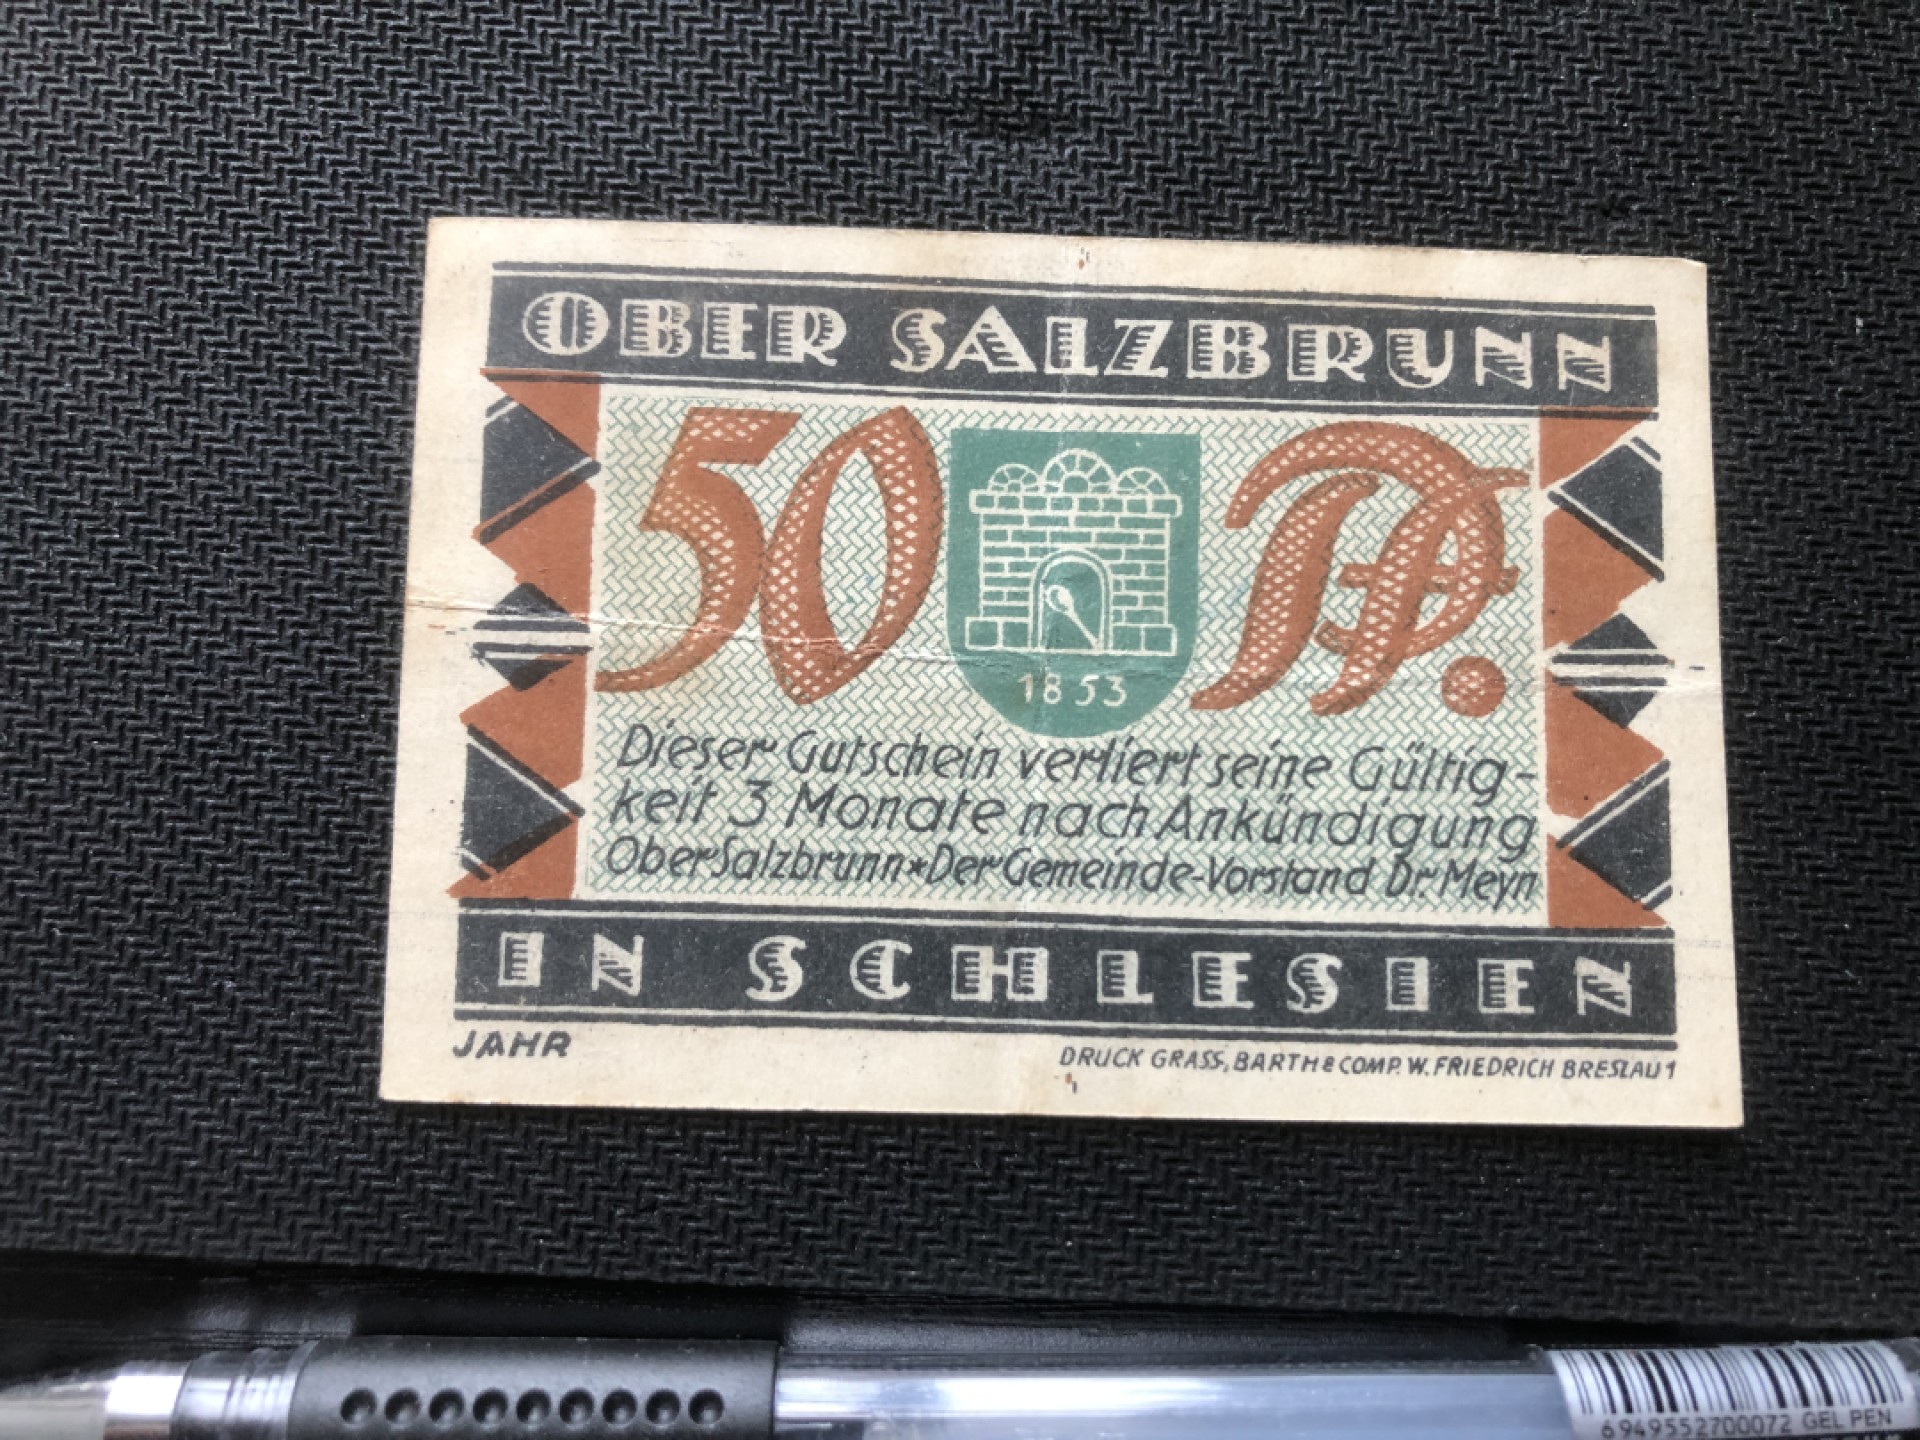 OBER SALZBRUNN
50 Pf.
1853
Dieser Gutschein verliert seine Gültig-
keit 3 Monate nach Ankündigung
Ober Salzbrunn * Der Gemeinde-Vorstand Dr. Meyn
IN SCHLESIEN
JAHR
DRUCK GRASS, BARTH & COMP. W. FRIEDRICH BRESLAU 1
6949552700072 GEL PEN